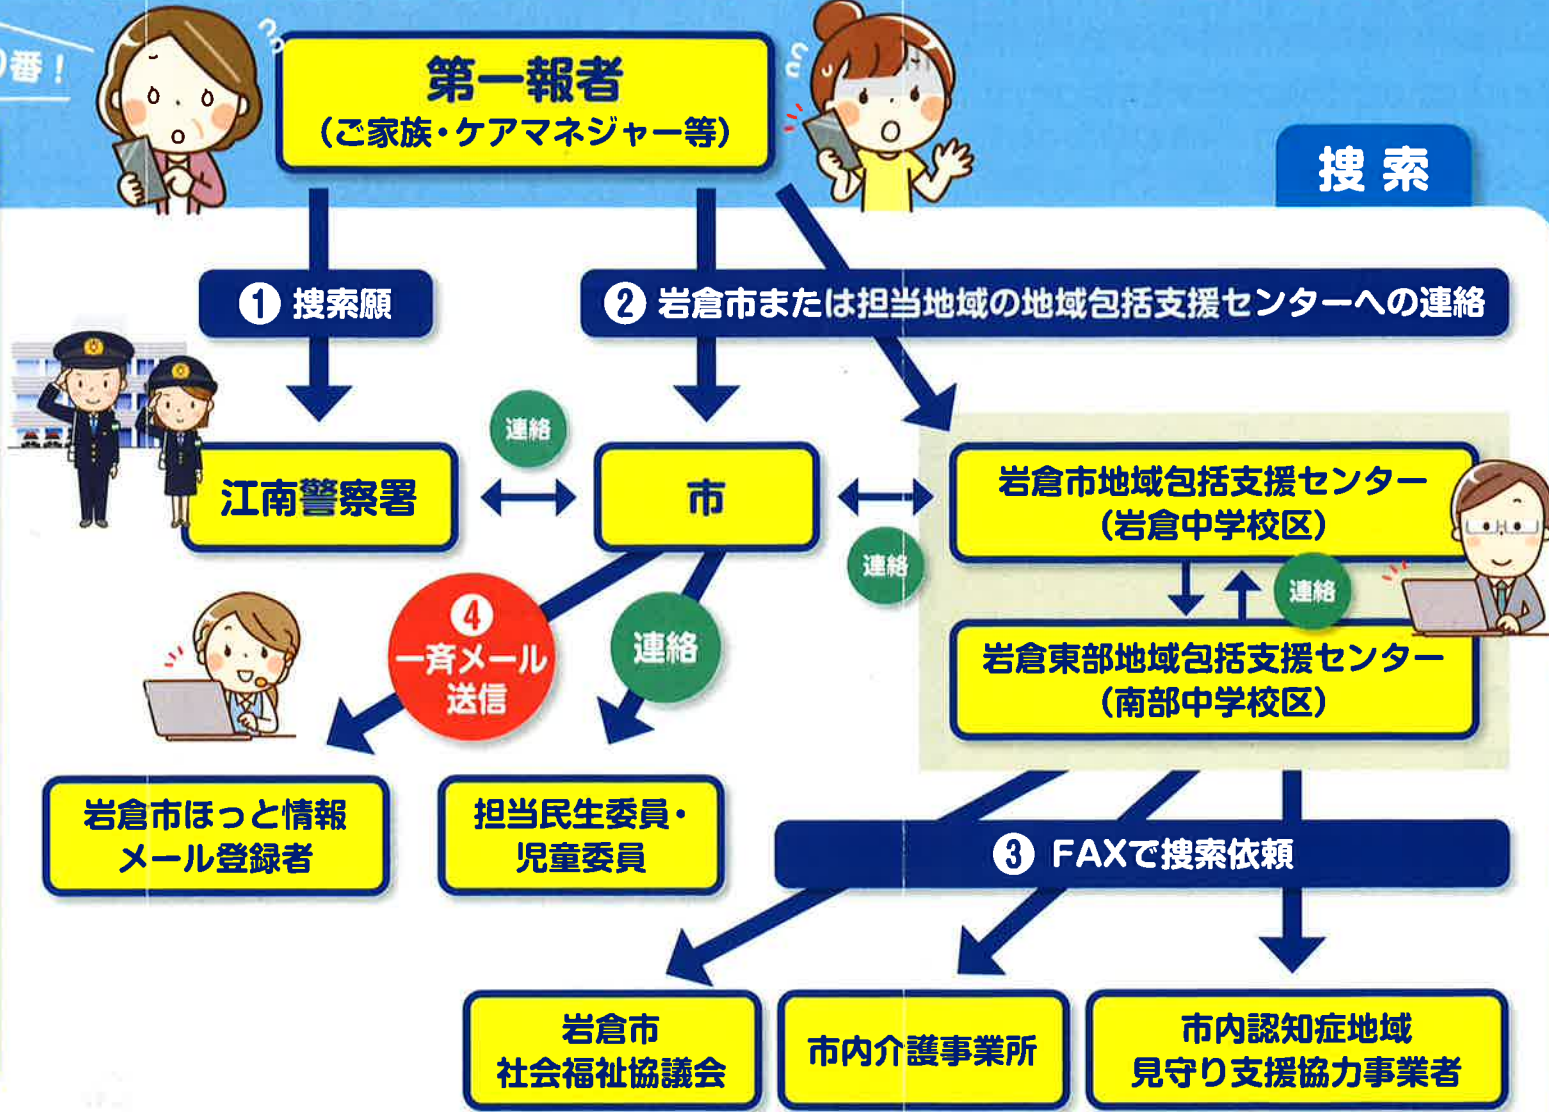 番！
第一報者
（ご家族・ケアマネジャー等）
捜索
① 捜索願
② 岩倉市または担当地域の地域包括支援センターへの連絡
連絡
江南警察署
市
岩倉市地域包括支援センター
（岩倉中学校区）
連絡
連絡
④
一斉メール
送信
連絡
岩倉東部地域包括支援センター
（南部中学校区）
岩倉市ほっと情報
メール登録者
担当民生委員・
児童委員
③ FAXで捜索依頼
岩倉市
社会福祉協議会
市内介護事業所
市内認知症地域
見守り支援協力事業者